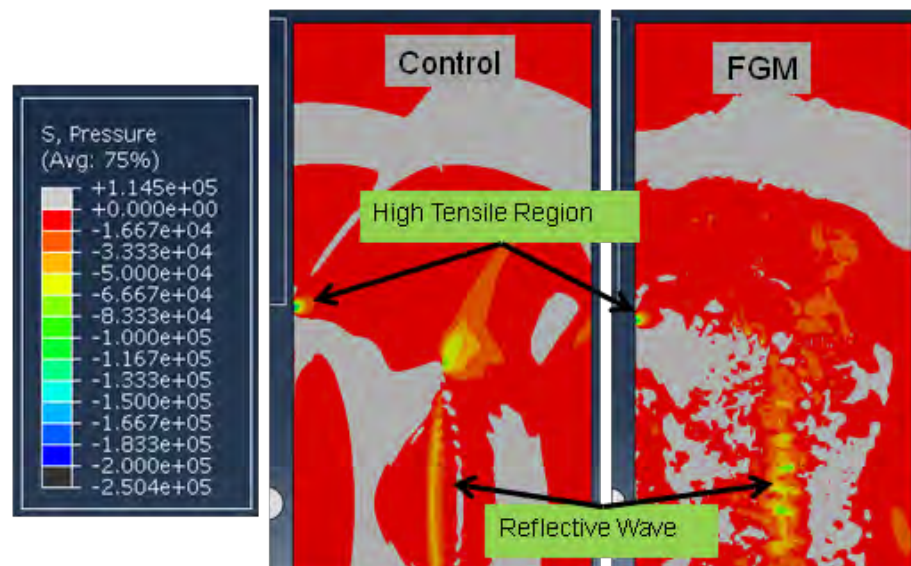 Control
FGM
S, Pressure
(Avg: 75%)
+1.145e+05
+0.000e+00
-1.667e+04
-3.333e+04
-5.000e+04
-6.667e+04
-8.333e+04
-1.000e+05
-1.167e+05
-1.333e+05
-1.500e+05
-1.667e+05
-1.833e+05
-2.000e+05
-2.504e+05
High Tensile Region
Reflective Wave